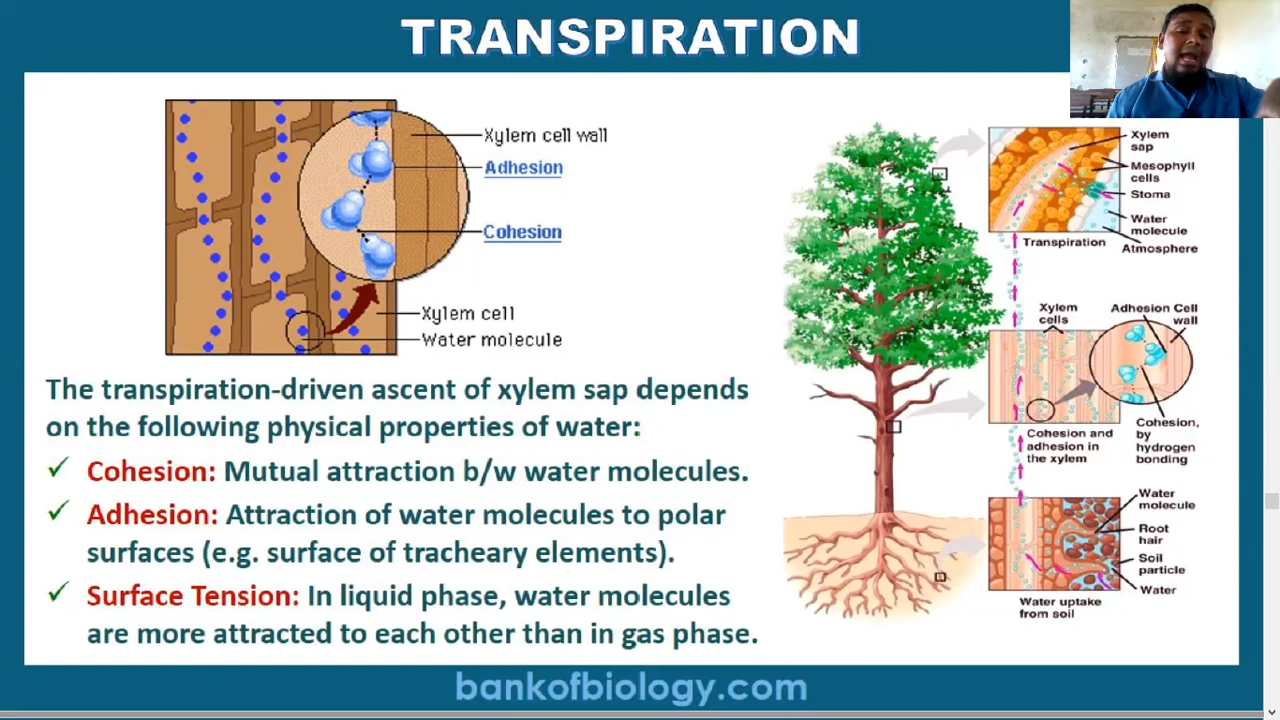 TRANSPIRATION
Xylem cell wall
Adhesion
Cohesion
Xylem cell
Water molecule
The transpiration-driven ascent of xylem sap depends
on the following physical properties of water:
✓ Cohesion: Mutual attraction b/w water molecules.
✓ Adhesion: Attraction of water molecules to polar
surfaces (e.g. surface of tracheary elements).
✓ Surface Tension: In liquid phase, water molecules
are more attracted to each other than in gas phase.
Xylem
sap
Mesophyll
cells
Stoma
Water
molecule
Transpiration
Atmosphere
Xylem
cells
Adhesion Cell
wall
Cohesion and
adhesion in
the xylem
Cohesion,
by
hydrogen
bonding
Water
molecule
Root
hair
Soil
particle
Water
Water uptake
from soil
bankofbiology.com